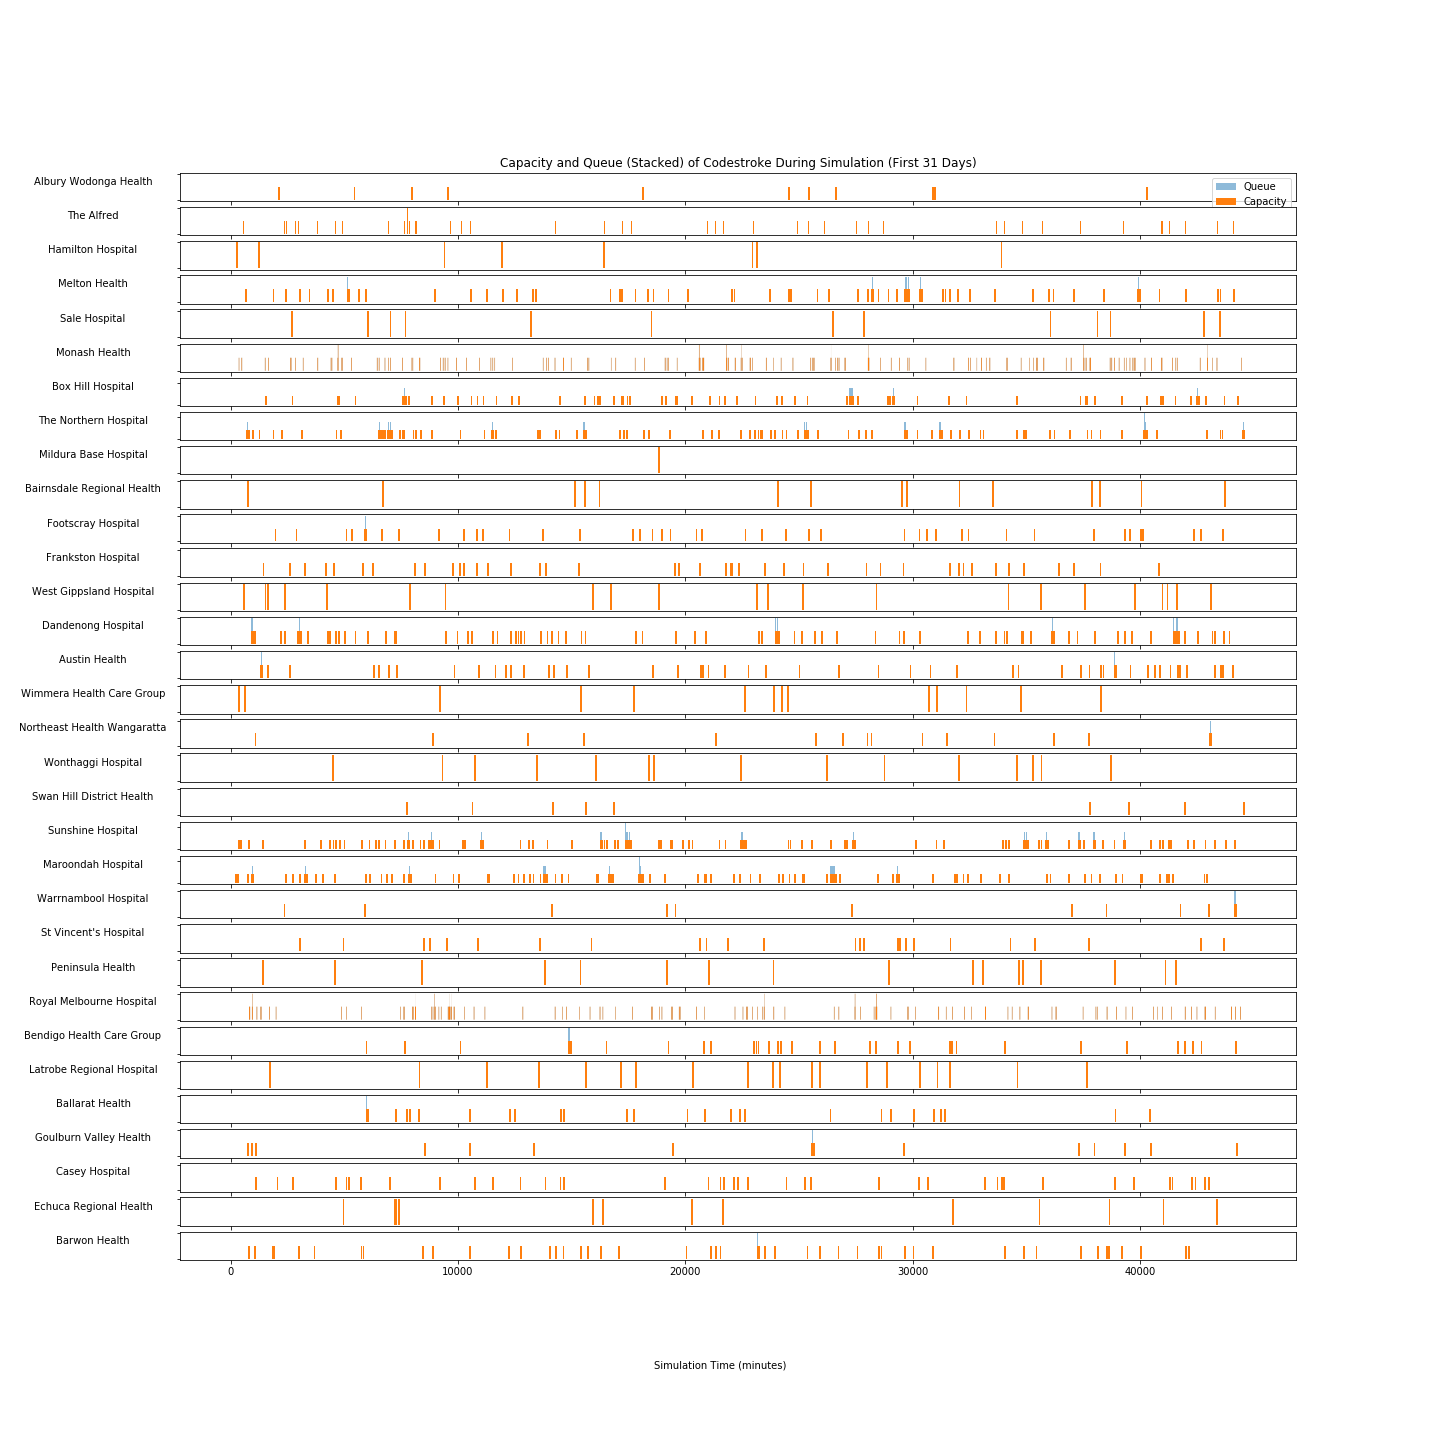 Capacity and Queue (Stacked) of Codestroke During Simulation (First 31 Days)
Albury Wodonga Health
Queue
Capacity
The Alfred
Hamilton Hospital
Melton Health
Sale Hospital
Monash Health
Box Hill Hospital
The Northern Hospital
Mildura Base Hospital
Bairnsdale Regional Health
Footscray Hospital
Frankston Hospital
West Gippsland Hospital
Dandenong Hospital
Austin Health
Wimmera Health Care Group
Northeast Health Wangaratta
Wonthaggi Hospital
Swan Hill District Health
Sunshine Hospital
Maroondah Hospital
Warrnambool Hospital
St Vincent's Hospital
Peninsula Health
Royal Melbourne Hospital
Bendigo Health Care Group
Latrobe Regional Hospital
Ballarat Health
Goulburn Valley Health
Casey Hospital
Echuca Regional Health
Barwon Health
0 10000 20000 30000 40000
Simulation Time (minutes)